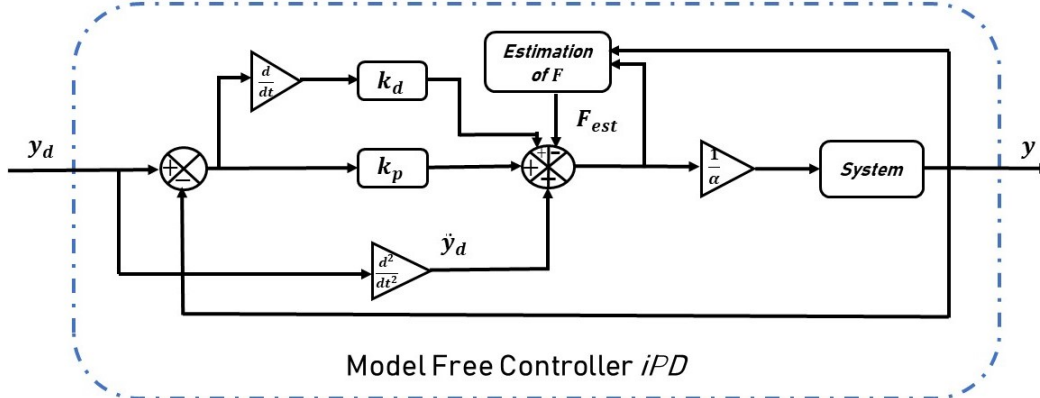 Estimation
of F
d
dt
k_d
F_est
y_d
+
−
+
+
−
−
k_p
1
α
System
y
ÿ_d
d²
dt²
Model Free Controller iPD